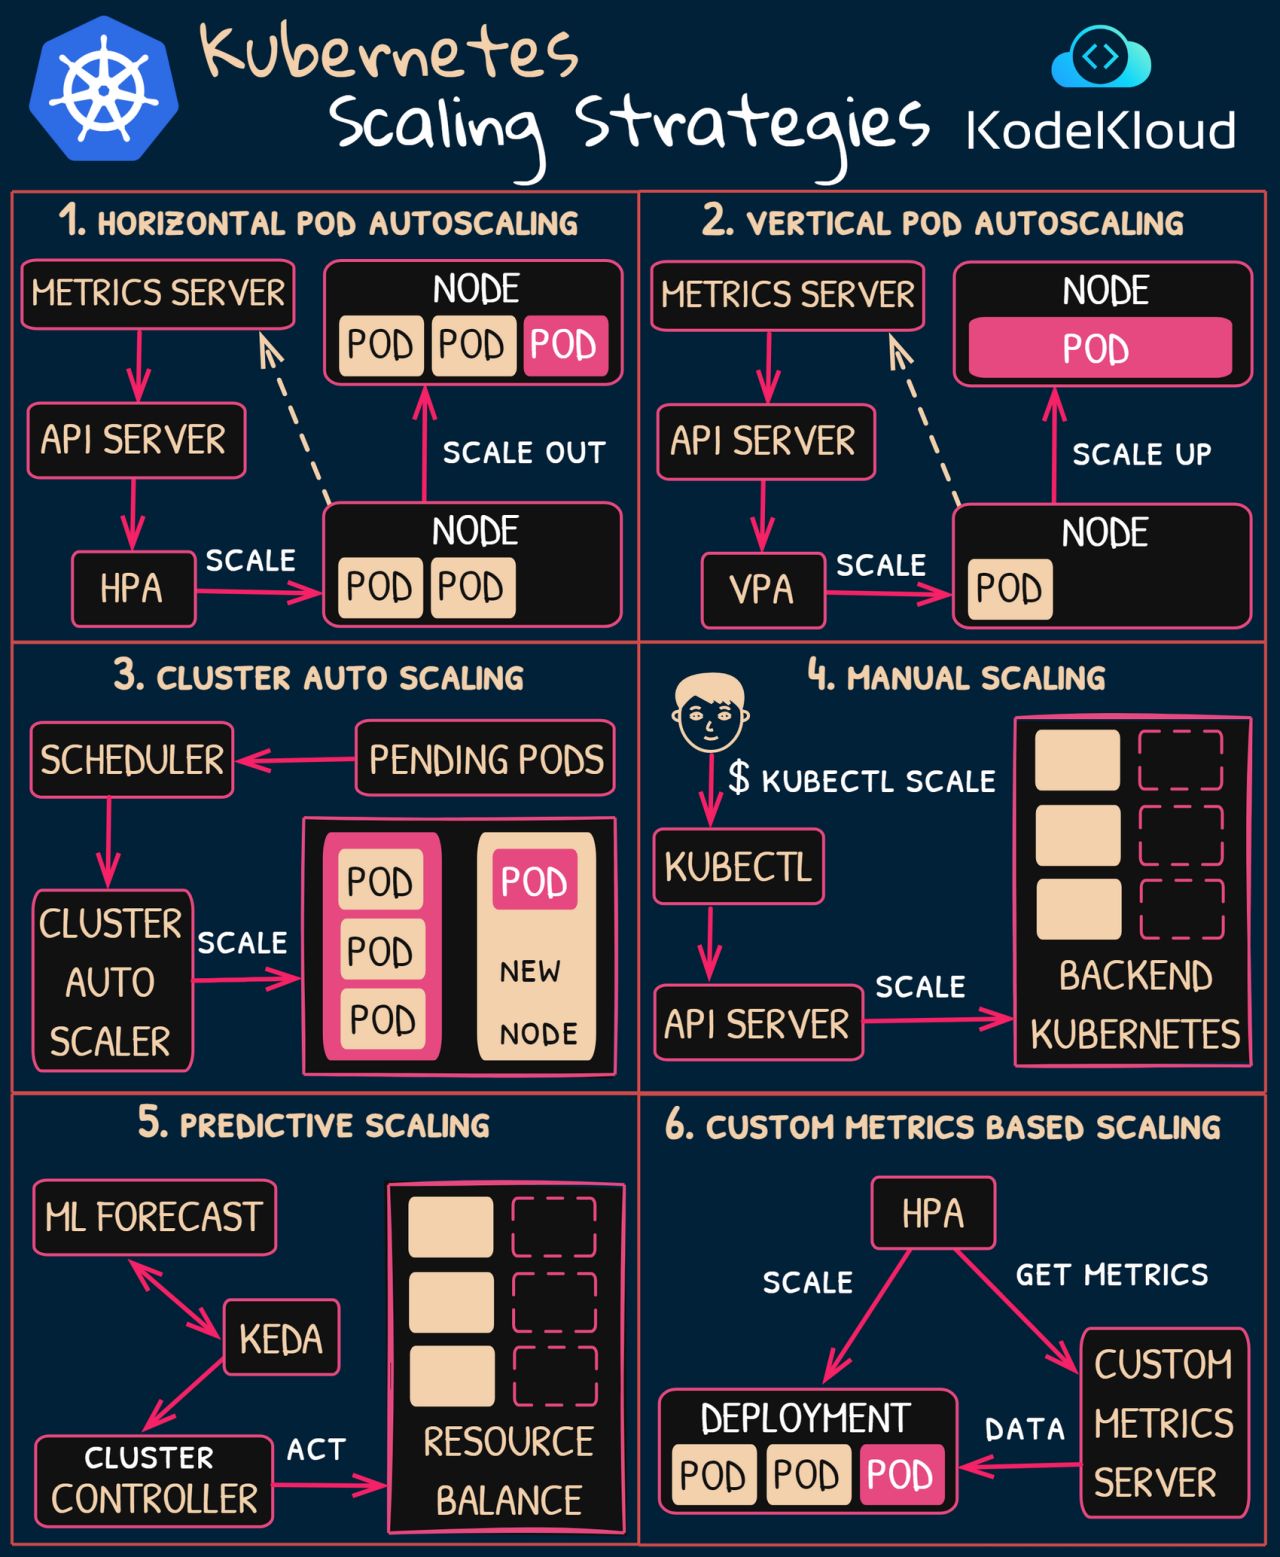 Kubernetes
Scaling Strategies
KodeKloud
1. HORIZONTAL POD AUTOSCALING
METRICS SERVER
NODE
POD POD POD
API SERVER
SCALE OUT
NODE
HPA
SCALE
POD POD
2. VERTICAL POD AUTOSCALING
METRICS SERVER
NODE
POD
API SERVER
SCALE UP
NODE
VPA
SCALE
POD
3. CLUSTER AUTO SCALING
SCHEDULER
PENDING PODS
CLUSTER
AUTO
SCALER
SCALE
POD
POD
POD
POD
NEW
NODE
4. MANUAL SCALING
$ KUBECTL SCALE
KUBECTL
API SERVER
SCALE
BACKEND
KUBERNETES
5. PREDICTIVE SCALING
ML FORECAST
KEDA
CLUSTER
CONTROLLER
ACT
RESOURCE
BALANCE
6. CUSTOM METRICS BASED SCALING
HPA
SCALE
GET METRICS
CUSTOM
METRICS
SERVER
DATA
DEPLOYMENT
POD POD POD